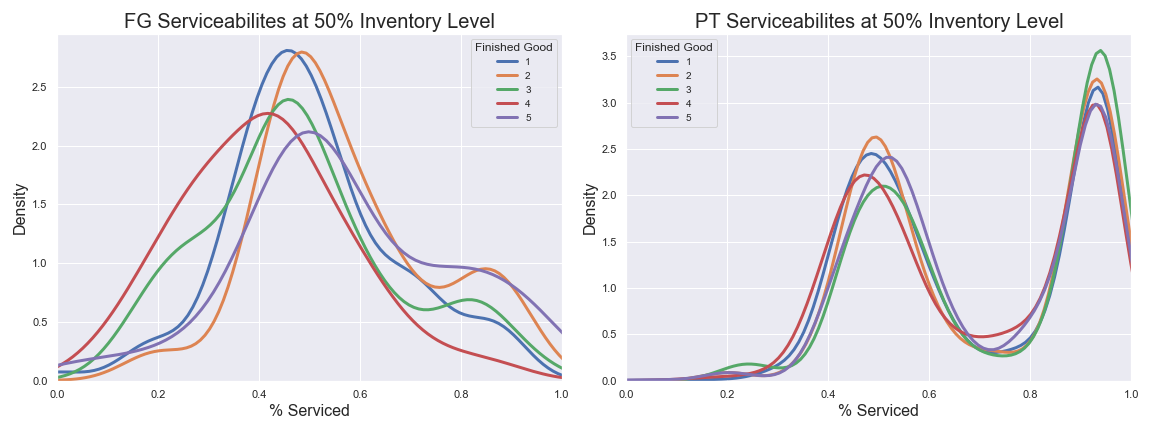 FG Serviceabilites at 50% Inventory Level
Finished Good
1
2
3
4
5
Density
0.0
0.5
1.0
1.5
2.0
2.5
0.0 0.2 0.4 0.6 0.8 1.0
% Serviced
PT Serviceabilites at 50% Inventory Level
Finished Good
1
2
3
4
5
Density
3.5
3.0
2.5
2.0
1.5
1.0
0.5
0.0
0.0 0.2 0.4 0.6 0.8 1.0
% Serviced